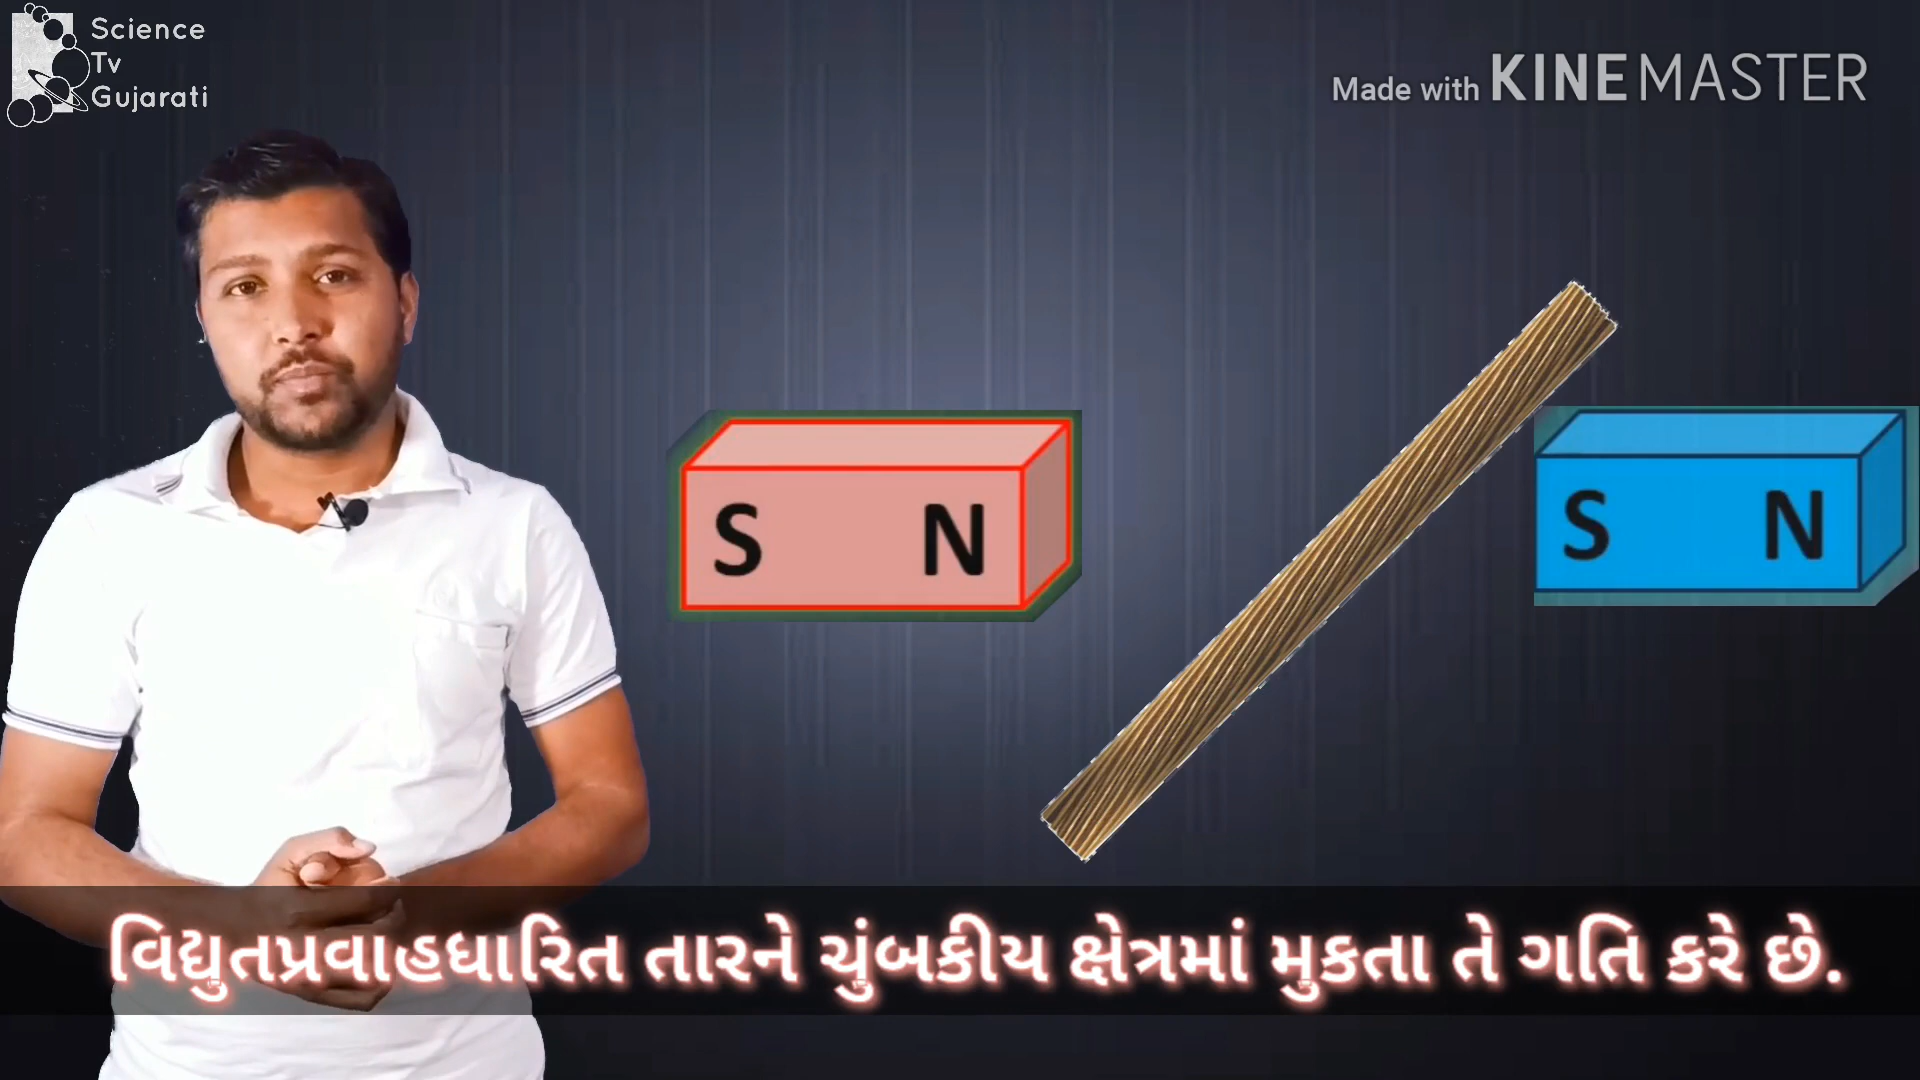 Science
Tv
Gujarati
Made with KINEMASTER
S N
S N
વિદ્યુતપ્રવાહધારિત તારને ચુંબકીય ક્ષેત્રમાં મુકતા તે ગતિ કરે છે.